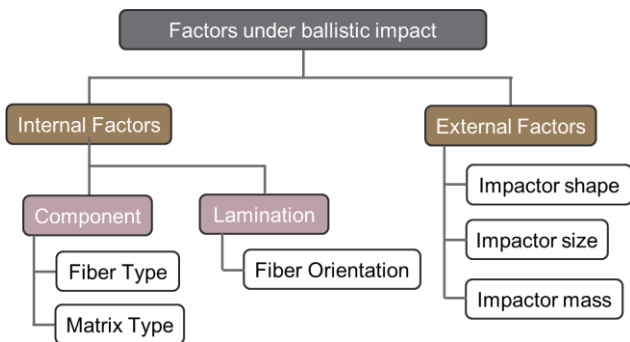 Factors under ballistic impact
Internal Factors
External Factors
Component
Lamination
Impactor shape
Fiber Type
Fiber Orientation
Impactor size
Matrix Type
Impactor mass